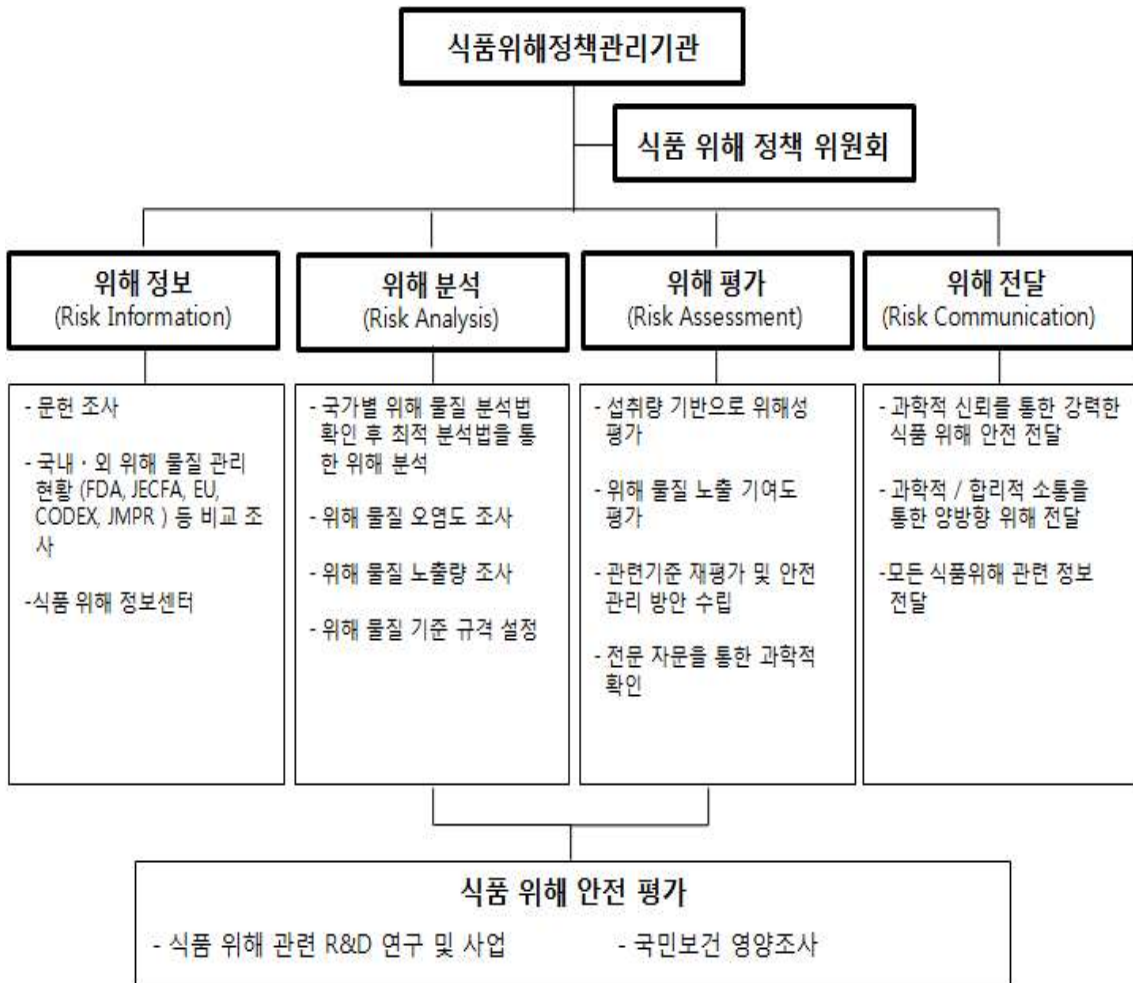 식품위해정책관리기관
식품 위해 정책 위원회
위해 정보
(Risk Information)
위해 분석
(Risk Analysis)
위해 평가
(Risk Assessment)
위해 전달
(Risk Communication)
- 문헌 조사
- 국내 · 외 위해 물질 관리
현황 (FDA, JECFA, EU,
CODEX, JMPR ) 등 비교 조
사
-식품 위해 정보센터
- 국가별 위해 물질 분석법
확인 후 최적 분석법을 통
한 위해 분석
- 위해 물질 오염도 조사
- 위해 물질 노출량 조사
- 위해 물질 기준 규격 설정
- 섭취량 기반으로 위해성
평가
- 위해 물질 노출 기여도
평가
- 관련기준 재평가 및 안전
관리 방안 수립
- 전문 자문을 통한 과학적
확인
- 과학적 신뢰를 통한 강력한
식품 위해 안전 전달
- 과학적 / 합리적 소통을
통한 양방향 위해 전달
-모든 식품위해 관련 정보
전달
식품 위해 안전 평가
- 식품 위해 관련 R&D 연구 및 사업
- 국민보건 영양조사